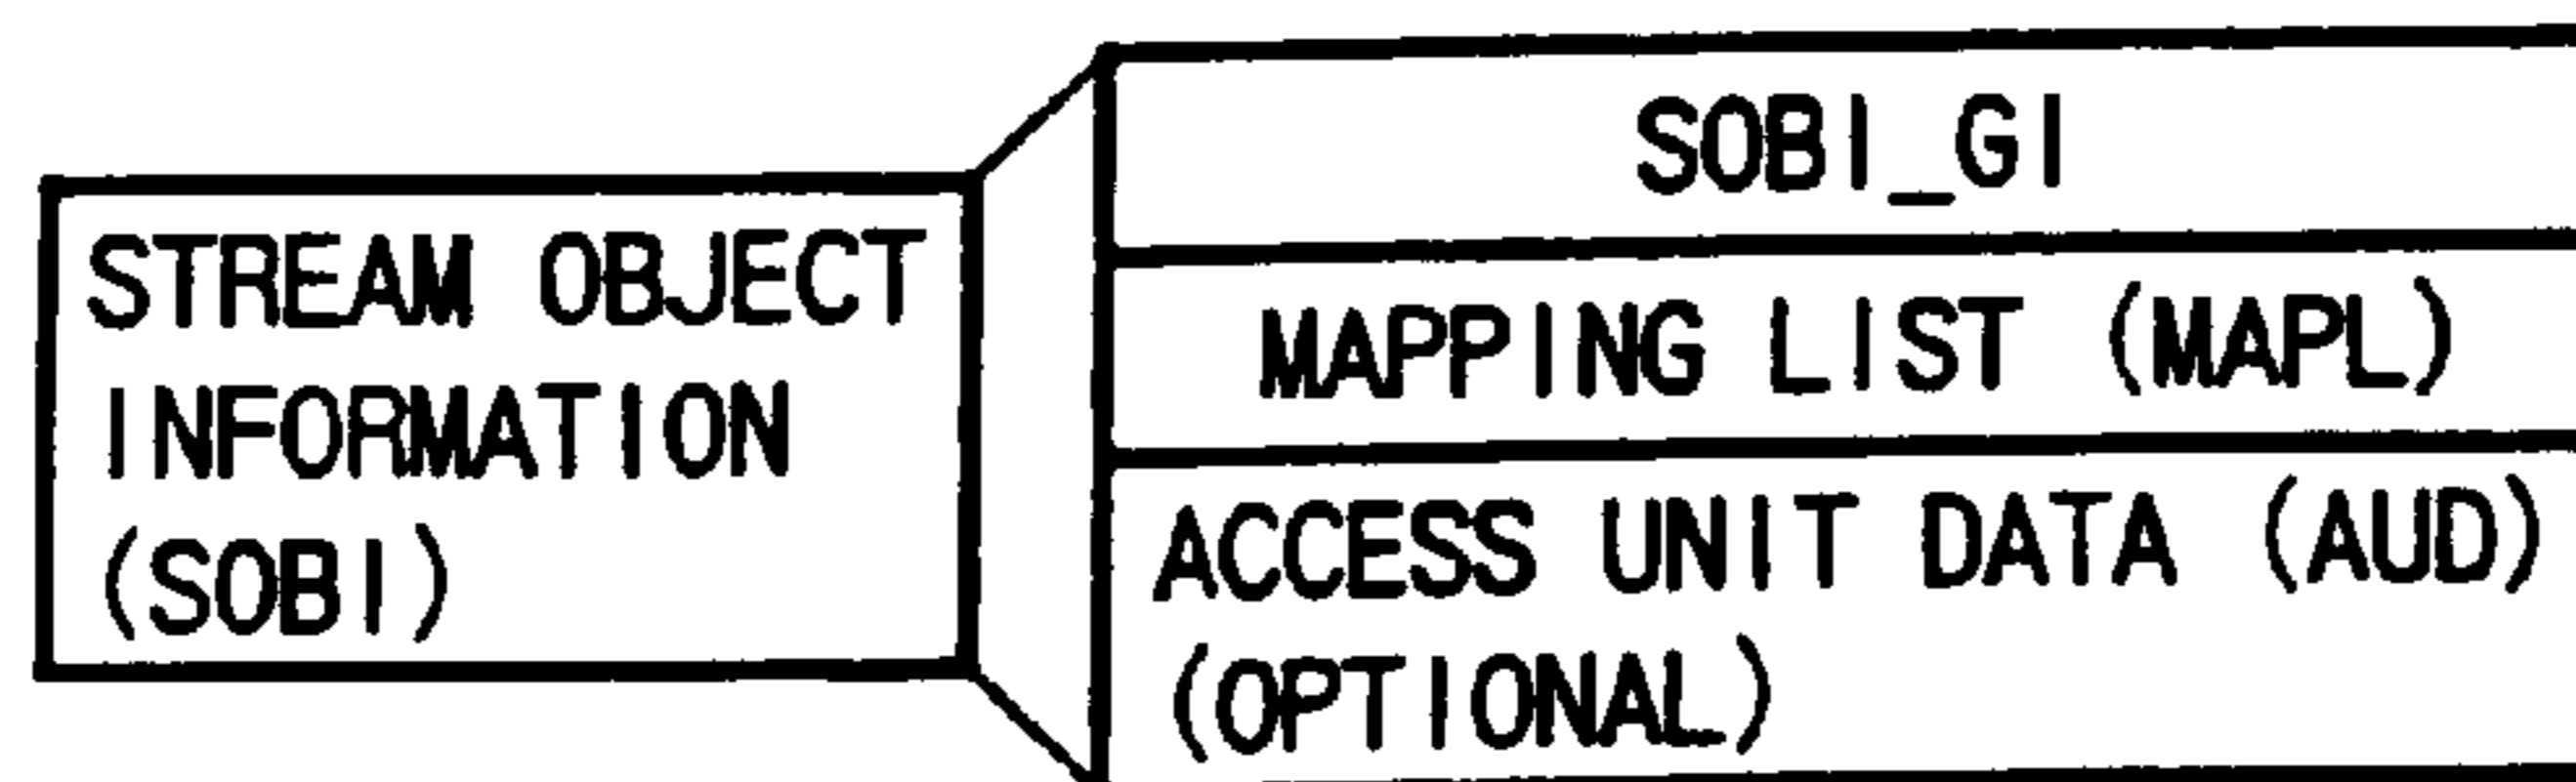 STREAM OBJECT
INFORMATION
(SOBI)
SOBI_GI
MAPPING LIST (MAPL)
ACCESS UNIT DATA (AUD)
(OPTIONAL)